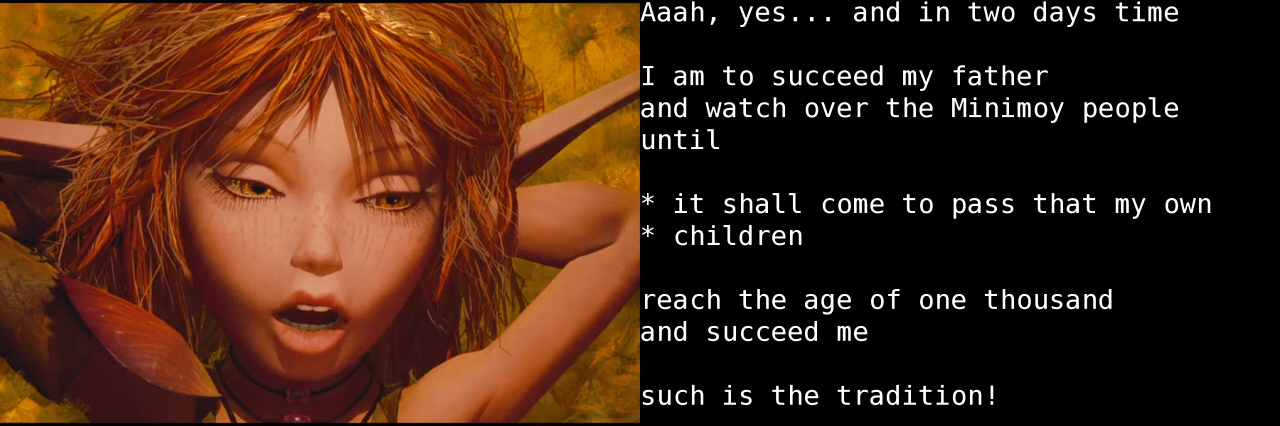 Aaah, yes... and in two days time
I am to succeed my father
and watch over the Minimoy people
until
* it shall come to pass that my own
* children
reach the age of one thousand
and succeed me
such is the tradition!